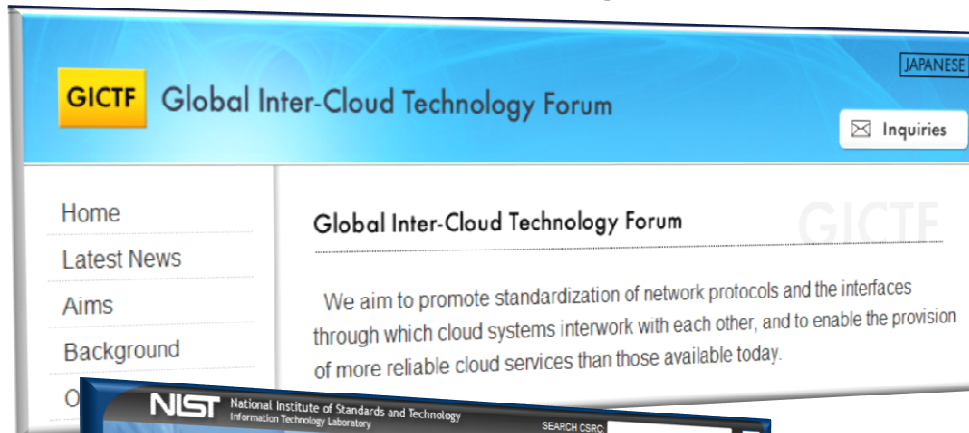 JAPANESE
GICTF Global Inter-Cloud Technology Forum
Inquiries
Home
Latest News
Aims
Background
O
Global Inter-Cloud Technology Forum
GICTF
We aim to promote standardization of network protocols and the interfaces
through which cloud systems interwork with each other, and to enable the provision
of more reliable cloud services than those available today.
NIST National Institute of Standards and Technology
Information Technology Laboratory
SEARCH CSRC: